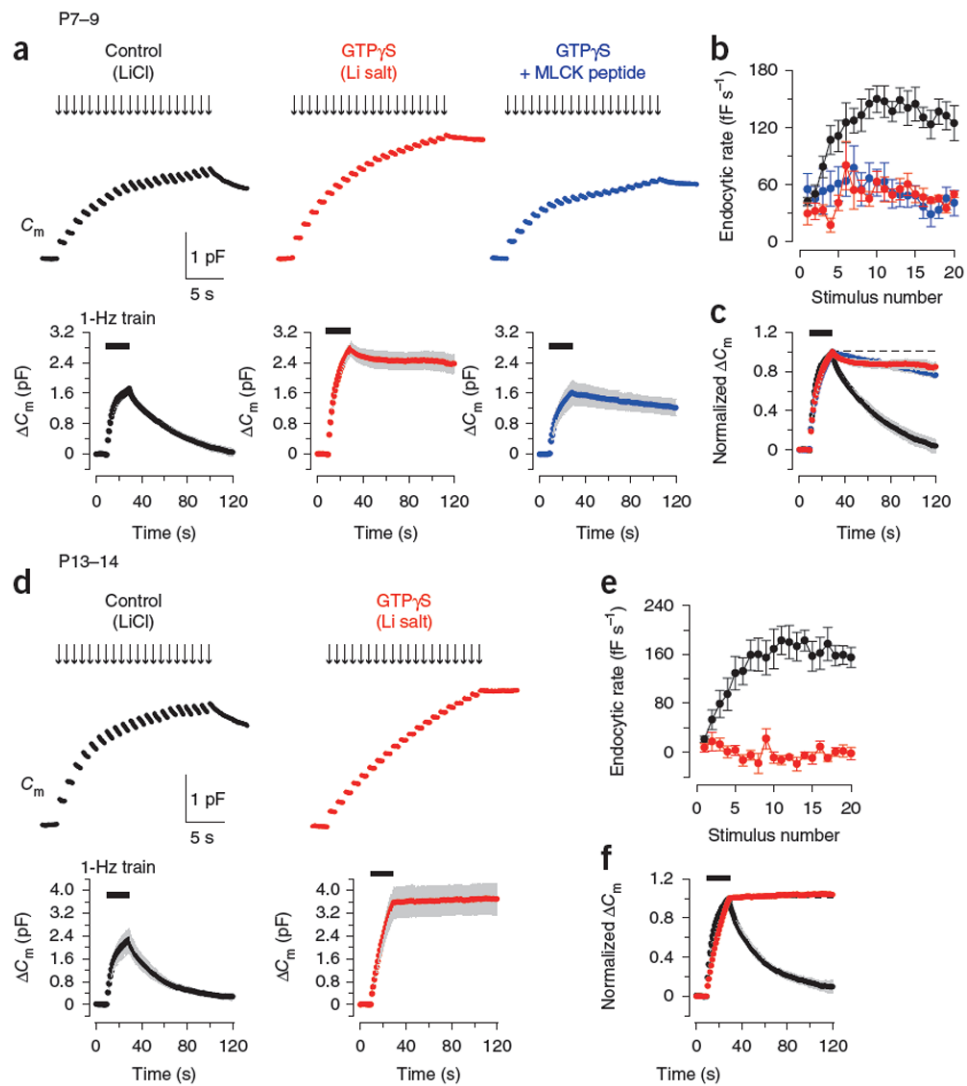 P7–9
a
Control
(LiCl)
GTPγS
(Li salt)
GTPγS
+ MLCK peptide
Cm
1 pF
5 s
1-Hz train
3.2
2.4
1.6
0.8
0
ΔCm (pF)
0 40 80 120
Time (s)
3.2
2.4
1.6
0.8
0
ΔCm (pF)
0 40 80 120
Time (s)
3.2
2.4
1.6
0.8
0
ΔCm (pF)
0 40 80 120
Time (s)
b
180
120
60
0
Endocytic rate (fF s–1)
0 5 10 15 20
Stimulus number
c
1.2
0.8
0.4
0
Normalized ΔCm
0 40 80 120
Time (s)
P13–14
d
Control
(LiCl)
GTPγS
(Li salt)
Cm
1 pF
5 s
1-Hz train
4.0
3.2
2.4
1.6
0.8
0
ΔCm (pF)
0 40 80 120
Time (s)
4.0
3.2
2.4
1.6
0.8
0
ΔCm (pF)
0 40 80 120
Time (s)
e
240
160
80
0
Endocytic rate (fF s–1)
0 5 10 15 20
Stimulus number
f
1.2
0.8
0.4
0
Normalized ΔCm
0 40 80 120
Time (s)